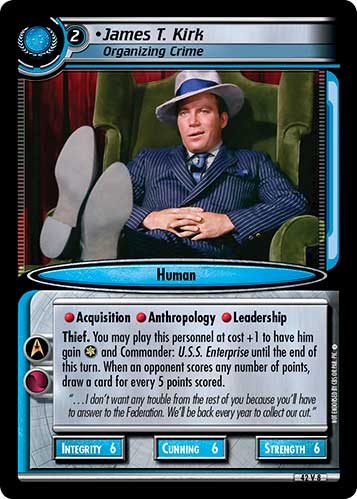 2
•James T. Kirk
Organizing Crime
Human
Acquisition Anthropology Leadership
Thief. You may play this personnel at cost +1 to have him
gain and Commander: U.S.S. Enterprise until the end of
this turn. When an opponent scores any number of points,
draw a card for every 5 points scored.
“…I don't want any trouble from the rest of you because you'll have
to answer to the Federation. We'll be back every year to collect our cut.”
INTEGRITY 6 CUNNING 6 STRENGTH 6
42 V 8